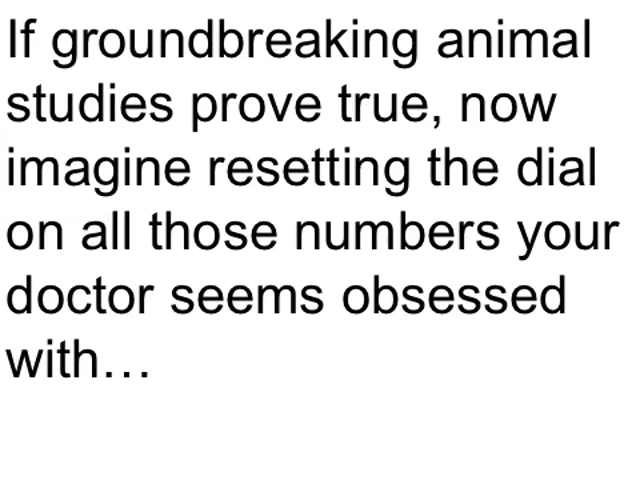 If groundbreaking animal
studies prove true, now
imagine resetting the dial
on all those numbers your
doctor seems obsessed
with…